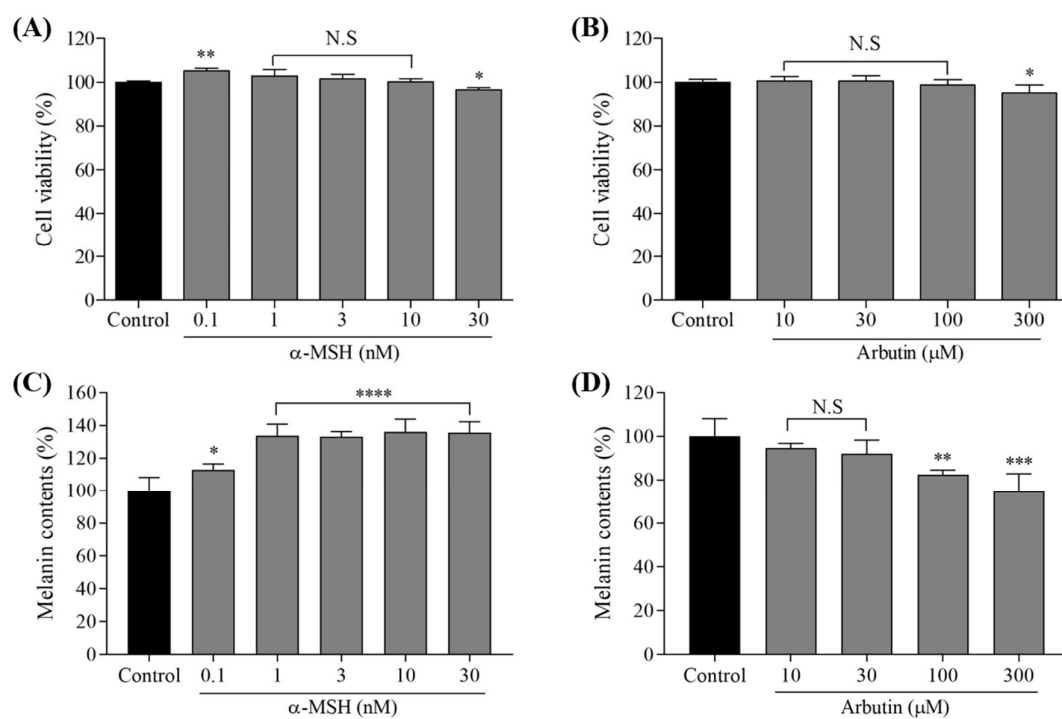 (A)
Cell viability (%)
120
100
80
60
40
20
0
**
N.S
*
Control 0.1 1 3 10 30
α-MSH (nM)
(B)
Cell viability (%)
120
100
80
60
40
20
0
N.S
*
Control 10 30 100 300
Arbutin (μM)
(C)
Melanin contents (%)
160
140
120
100
80
60
40
20
0
*
****
Control 0.1 1 3 10 30
α-MSH (nM)
(D)
Melanin contents (%)
120
100
80
60
40
20
0
N.S
**
***
Control 10 30 100 300
Arbutin (μM)